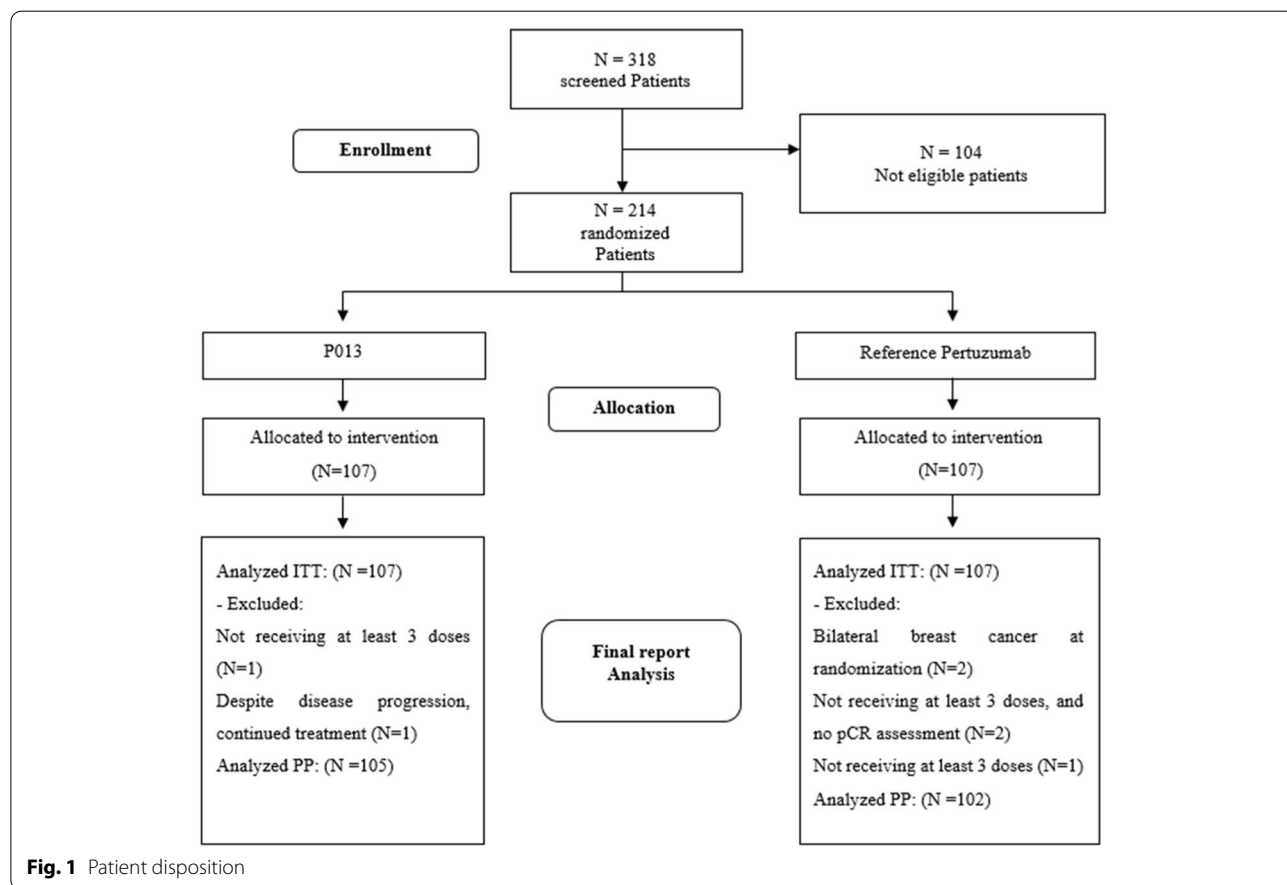 N = 318
screened Patients
Enrollment
N = 104
Not eligible patients
N = 214
randomized
Patients
P013
Reference Pertuzumab
Allocation
Allocated to intervention
(N=107)
Allocated to intervention
(N=107)
Analyzed ITT: (N =107)
- Excluded:
Not receiving at least 3 doses
(N=1)
Despite disease progression,
continued treatment (N=1)
Analyzed PP: (N =105)
Final report
Analysis
Analyzed ITT: (N =107)
- Excluded:
Bilateral breast cancer at
randomization (N=2)
Not receiving at least 3 doses, and
no pCR assessment (N=2)
Not receiving at least 3 doses (N=1)
Analyzed PP: (N =102)
Fig. 1 Patient disposition